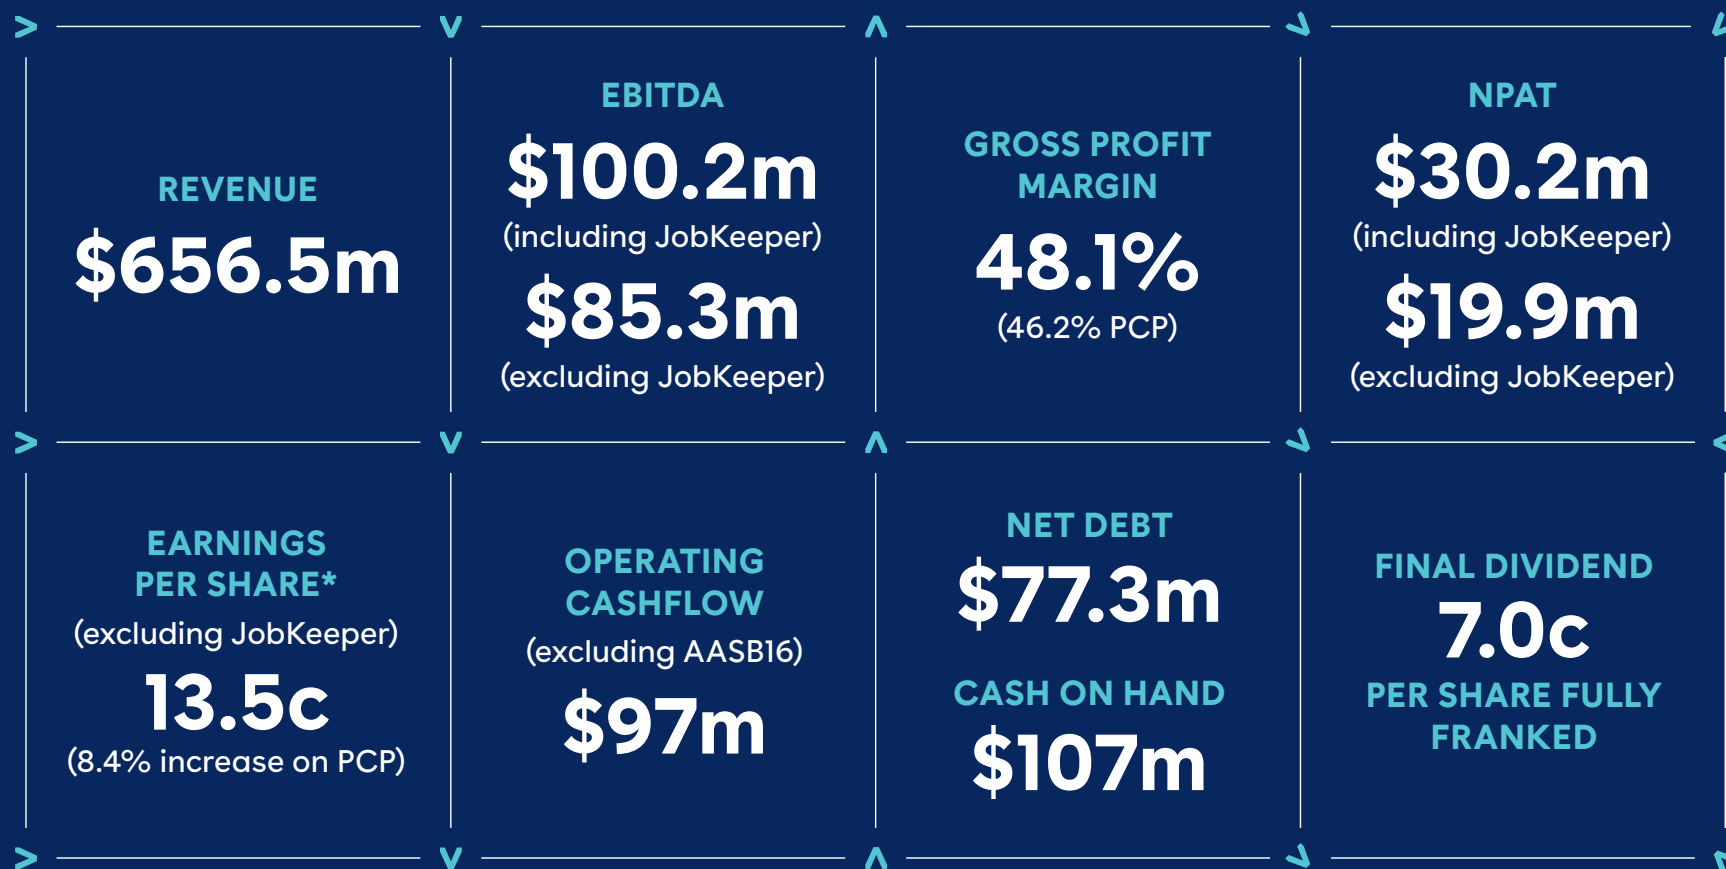 REVENUE
$656.5m
EBITDA
$100.2m
(including JobKeeper)
$85.3m
(excluding JobKeeper)
GROSS PROFIT
MARGIN
48.1%
(46.2% PCP)
NPAT
$30.2m
(including JobKeeper)
$19.9m
(excluding JobKeeper)
EARNINGS
PER SHARE*
(excluding JobKeeper)
13.5c
(8.4% increase on PCP)
OPERATING
CASHFLOW
(excluding AASB16)
$97m
NET DEBT
$77.3m
CASH ON HAND
$107m
FINAL DIVIDEND
7.0c
PER SHARE FULLY
FRANKED